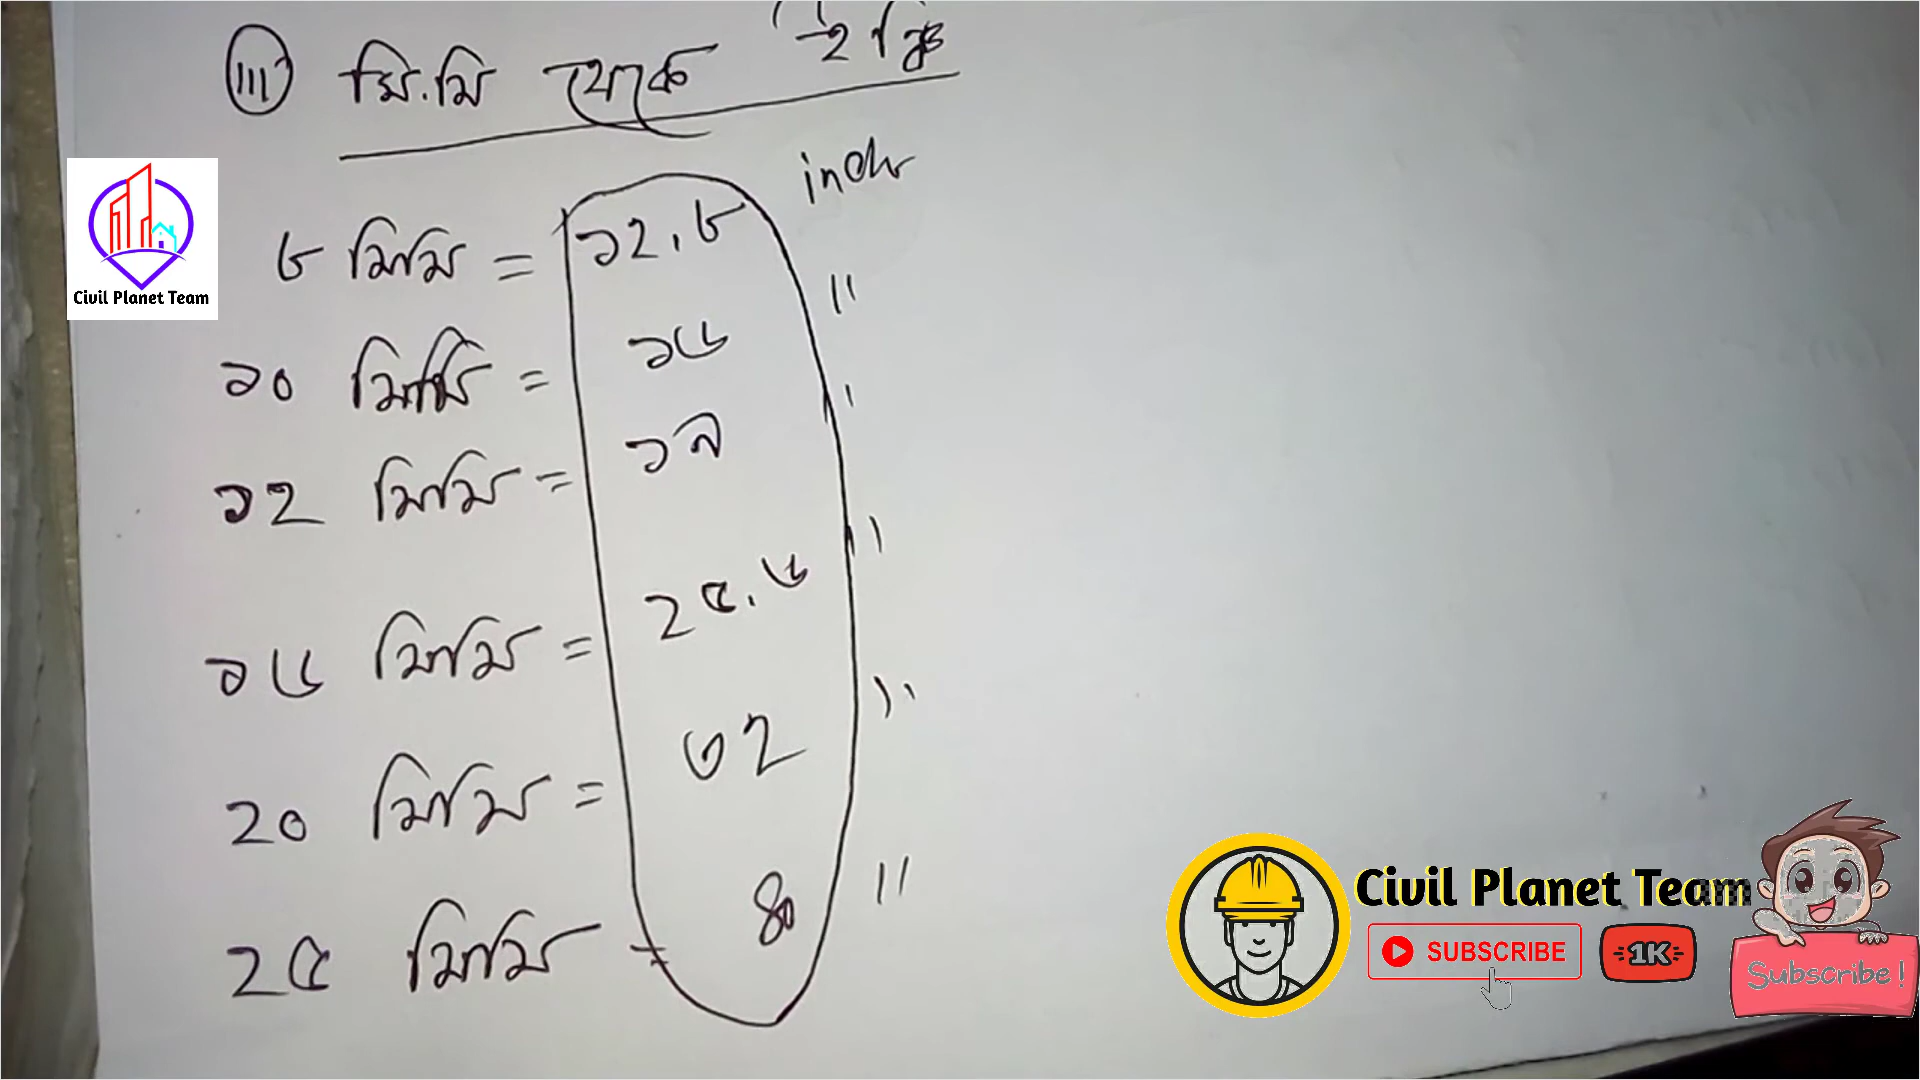 (iii) মি.মি থেকে ইঞ্চি
inch
৮ মিমি = ১২.৮ "
১০ মিমি = ১৬ "
১২ মিমি = ১৯ "
১৬ মিমি = ২৫.৬ "
২০ মিমি = ৩২ "
২৫ মিমি = ৪০ "
Civil Planet Team
Civil Planet Team
SUBSCRIBE
1K
Subscribe!